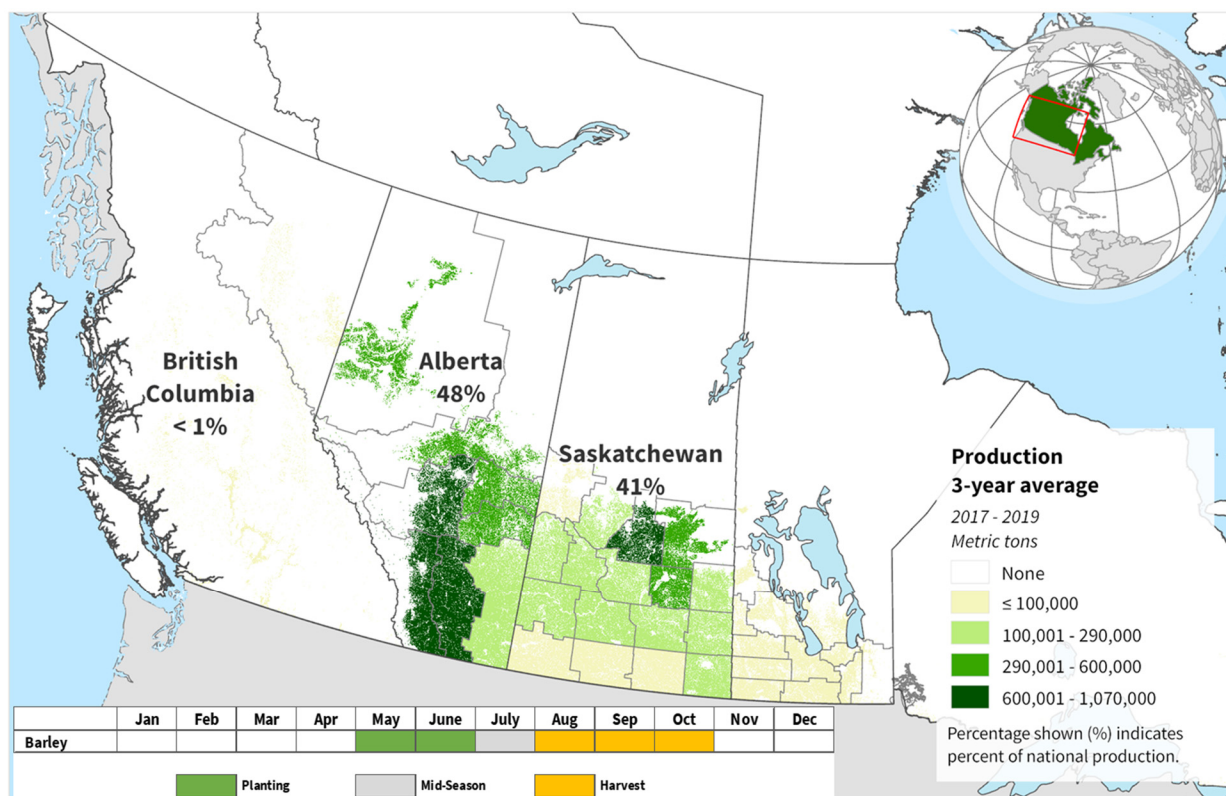 British
Columbia
< 1%
Alberta
48%
Saskatchewan
41%
Production
3-year average
2017 - 2019
Metric tons
None
≤ 100,000
100,001 - 290,000
290,001 - 600,000
600,001 - 1,070,000
Percentage shown (%) indicates
percent of national production.
Jan Feb Mar Apr May June July Aug Sep Oct Nov Dec
Barley
Planting Mid-Season Harvest